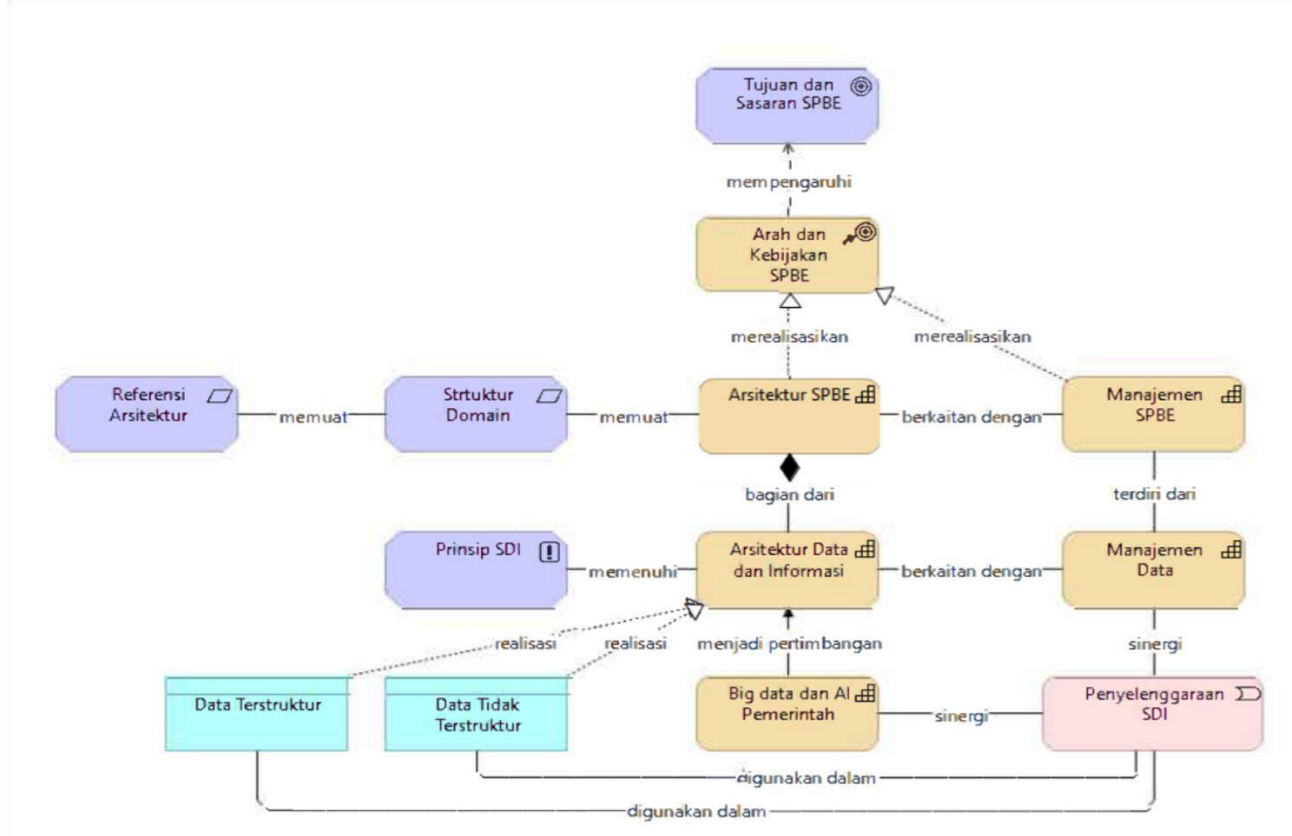 Tujuan dan
Sasaran SPBE
mempengaruhi
Arah dan
Kebijakan
SPBE
merealisasikan
merealisasikan
Referensi
Arsitektur
memuat
Strtuktur
Domain
memuat
Arsitektur SPBE
berkaitan dengan
Manajemen
SPBE
bagian dari
terdiri dari
Prinsip SDI
memenuhi
Arsitektur Data
dan Informasi
berkaitan dengan
Manajemen
Data
realisasi
realisasi
menjadi pertimbangan
sinergi
Data Terstruktur
Data Tidak
Terstruktur
Big data dan AI
Pemerintah
sinergi
Penyelenggaraan
SDI
digunakan dalam
digunakan dalam